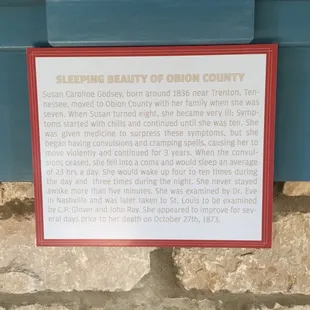 SLEEPING BEAUTY OF OBION COUNTY
Susan Caroline Godsey, born around 1836 near Trenton, Ten-
nessee, moved to Obion County with her family when she was
seven. When Susan turned eight, she became very ill: Symp-
toms started with chills and continued until she was ten. She
was given medicine to surpress these symptoms, but she
began having convulsions and cramping spells, causing her to
move violently and continued for 3 years. When the convul-
sions ceased, she fell into a coma and would sleep an average
of 23 hrs a day. She would wake up four to ten times during
the day and three times during the night. She never stayed
awake more than five minutes. She was examined by Dr. Eve
in Nashville and was later taken to St. Louis to be examined
by C.P. Glover and John Ray. She appeared to improve for sev-
eral days prior to her death on October 27th, 1873.